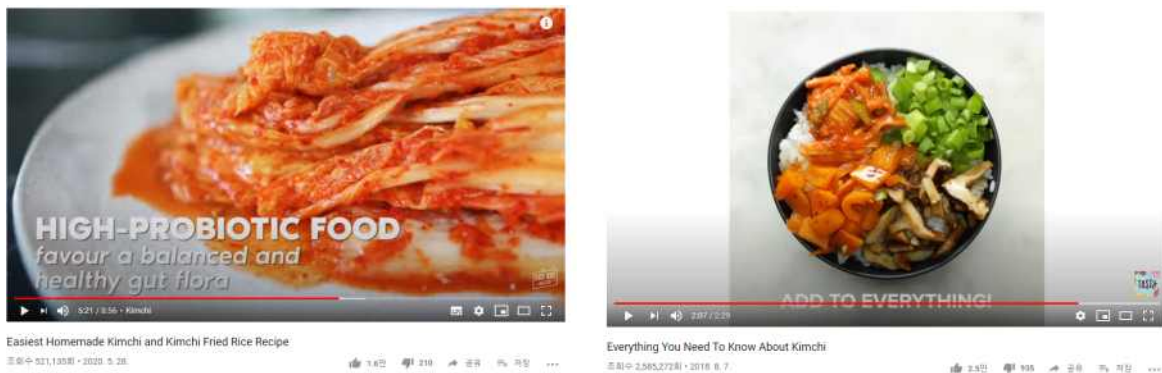 HIGH-PROBIOTIC FOOD
favour a balanced and
healthy gut flora
5:21 / 8:56 • Kimchi
Easiest Homemade Kimchi and Kimchi Fried Rice Recipe
조회수 521,135회 • 2020. 5. 28.
1.6만 210 공유 저장
ADD TO EVERYTHING!
TASTY
2:07 / 2:29
Everything You Need To Know About Kimchi
조회수 2,585,272회 • 2018. 8. 7.
2.5만 935 공유 저장